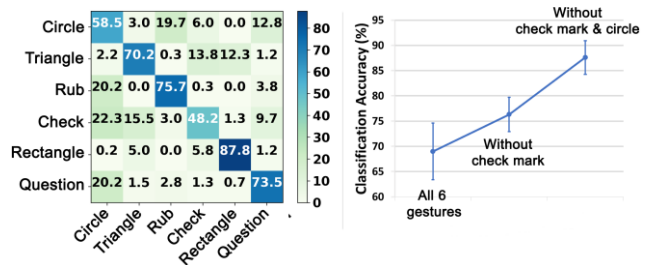 Circle 58.5 3.0 19.7 6.0 0.0 12.8
Triangle 2.2 70.2 0.3 13.8 12.3 1.2
Rub 20.2 0.0 75.7 0.3 0.0 3.8
Check 22.3 15.5 3.0 48.2 1.3 9.7
Rectangle 0.2 5.0 0.0 5.8 87.8 1.2
Question 20.2 1.5 2.8 1.3 0.7 73.5
Circle Triangle Rub Check Rectangle Question
80
70
60
50
40
30
20
10
0
Classification Accuracy (%)
95
90
85
80
75
70
65
60
Without
check mark & circle
Without
check mark
All 6
gestures